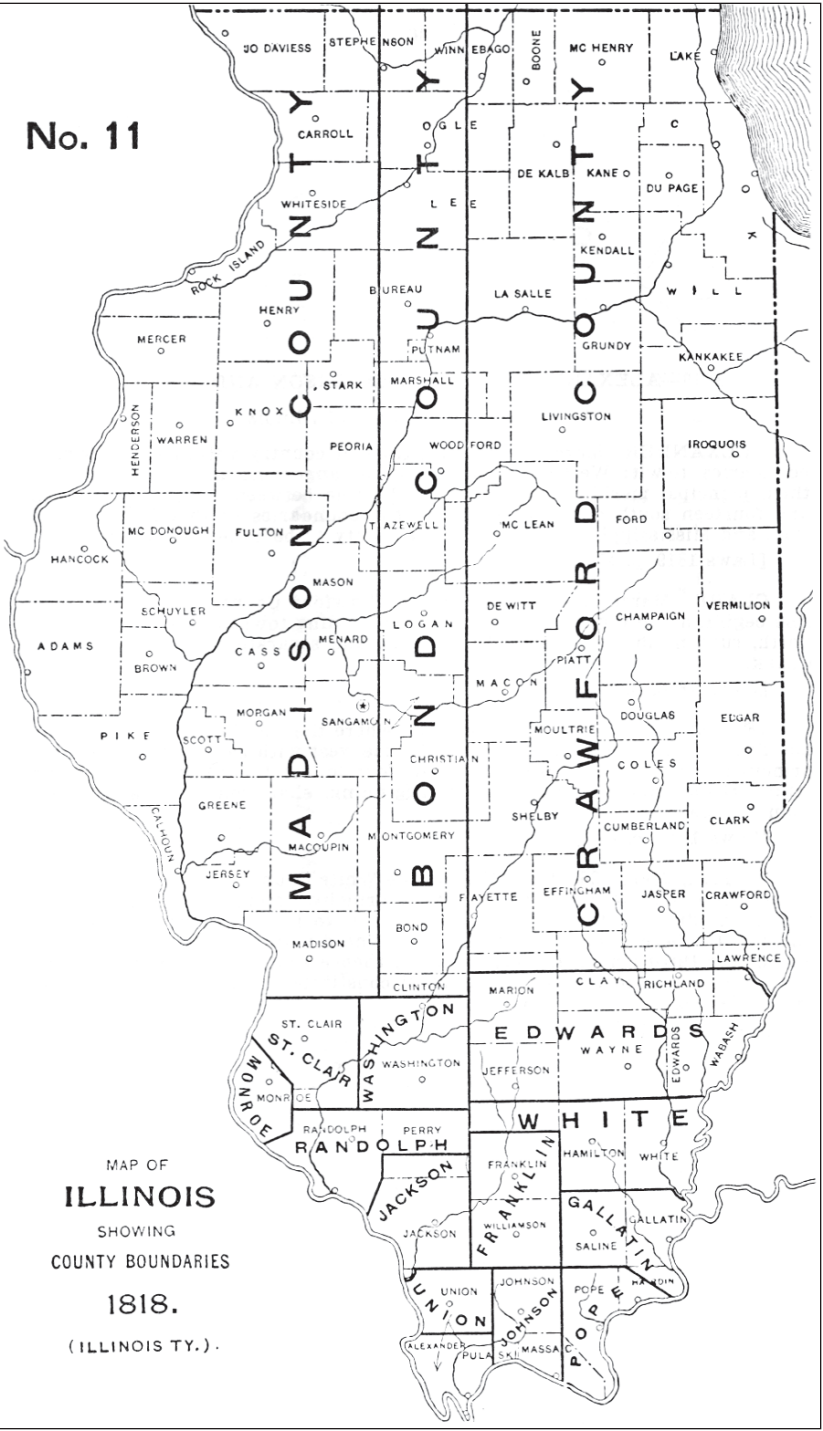 No. 11
JO DAVIESS
STEPHENSON
WINNEBAGO
BOONE
MC HENRY
LAKE
CARROLL
OGLE
DE KALB
KANE
COOK
DU PAGE
WHITESIDE
LEE
KENDALL
ROCK ISLAND
HENRY
BUREAU
LA SALLE
WILL
MERCER
PUTNAM
GRUNDY
KANKAKEE
STARK
MARSHALL
HENDERSON
WARREN
KNOX
PEORIA
WOODFORD
LIVINGSTON
IROQUOIS
HANCOCK
MC DONOUGH
FULTON
TAZEWELL
MC LEAN
FORD
MASON
ADAMS
SCHUYLER
BROWN
CASS
MENARD
LOGAN
DE WITT
PIATT
CHAMPAIGN
VERMILION
PIKE
SCOTT
MORGAN
SANGAMON
MACON
MOULTRIE
DOUGLAS
EDGAR
CHRISTIAN
COLES
CALHOUN
GREENE
JERSEY
MACOUPIN
MONTGOMERY
SHELBY
CUMBERLAND
CLARK
FAYETTE
EFFINGHAM
JASPER
CRAWFORD
MADISON
BOND
CLINTON
MARION
CLAY
RICHLAND
LAWRENCE
ST. CLAIR
WASHINGTON
JEFFERSON
WAYNE
EDWARDS
WABASH
MONROE
RANDOLPH
PERRY
FRANKLIN
HAMILTON
WHITE
JACKSON
WILLIAMSON
SALINE
GALLATIN
UNION
JOHNSON
POPE
HARDIN
ALEXANDER
PULASKI
MASSAC
MADISON COUNTY
BOND COUNTY
CRAWFORD COUNTY
WASHINGTON
ST. CLAIR
MONROE
RANDOLPH
EDWARDS
WHITE
JACKSON
FRANKLIN
GALLATIN
UNION
JOHNSON
POPE
MAP OF
ILLINOIS
SHOWING
COUNTY BOUNDARIES
1818.
(ILLINOIS TY.).